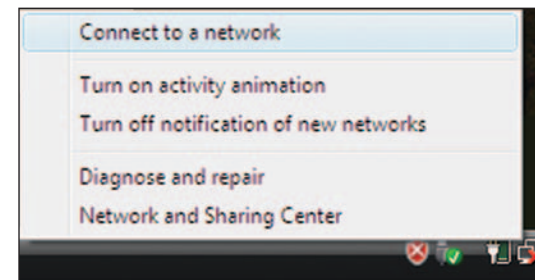 Connect to a network
Turn on activity animation
Turn off notification of new networks
Diagnose and repair
Network and Sharing Center